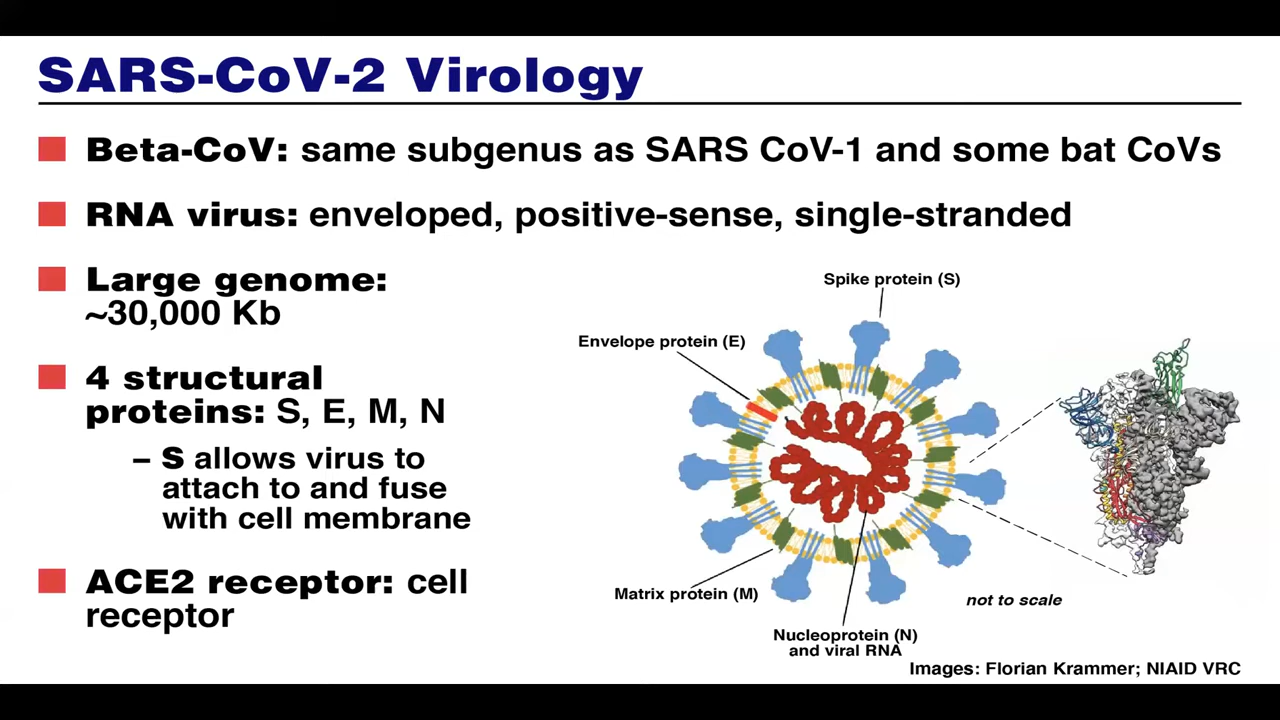 SARS-CoV-2 Virology
Beta-CoV: same subgenus as SARS CoV-1 and some bat CoVs
RNA virus: enveloped, positive-sense, single-stranded
Large genome:
~30,000 Kb
4 structural
proteins: S, E, M, N
– S allows virus to
attach to and fuse
with cell membrane
ACE2 receptor: cell
receptor
Spike protein (S)
Envelope protein (E)
Matrix protein (M)
Nucleoprotein (N)
and viral RNA
not to scale
Images: Florian Krammer; NIAID VRC